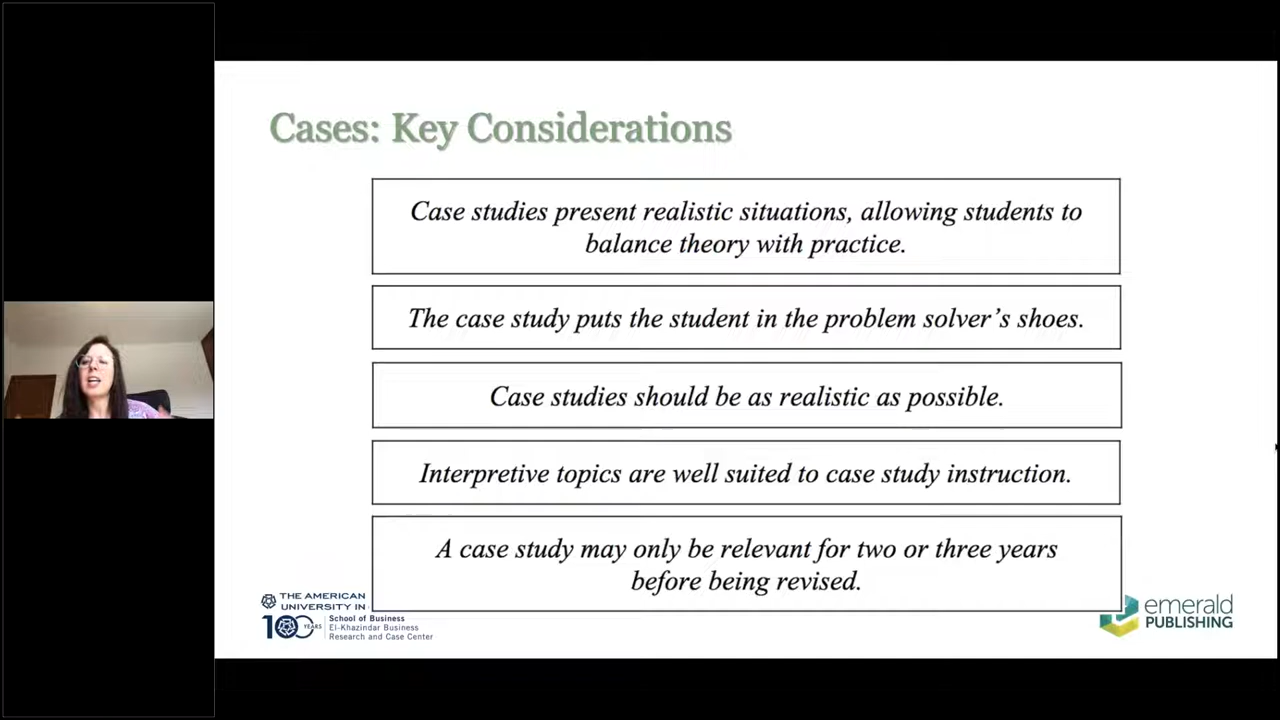 Cases: Key Considerations
Case studies present realistic situations, allowing students to
balance theory with practice.
The case study puts the student in the problem solver’s shoes.
Case studies should be as realistic as possible.
Interpretive topics are well suited to case study instruction.
A case study may only be relevant for two or three years
before being revised.
THE AMERICAN
UNIVERSITY IN
100 YEARS
School of Business
El-Khazindar Business
Research and Case Center
emerald
PUBLISHING